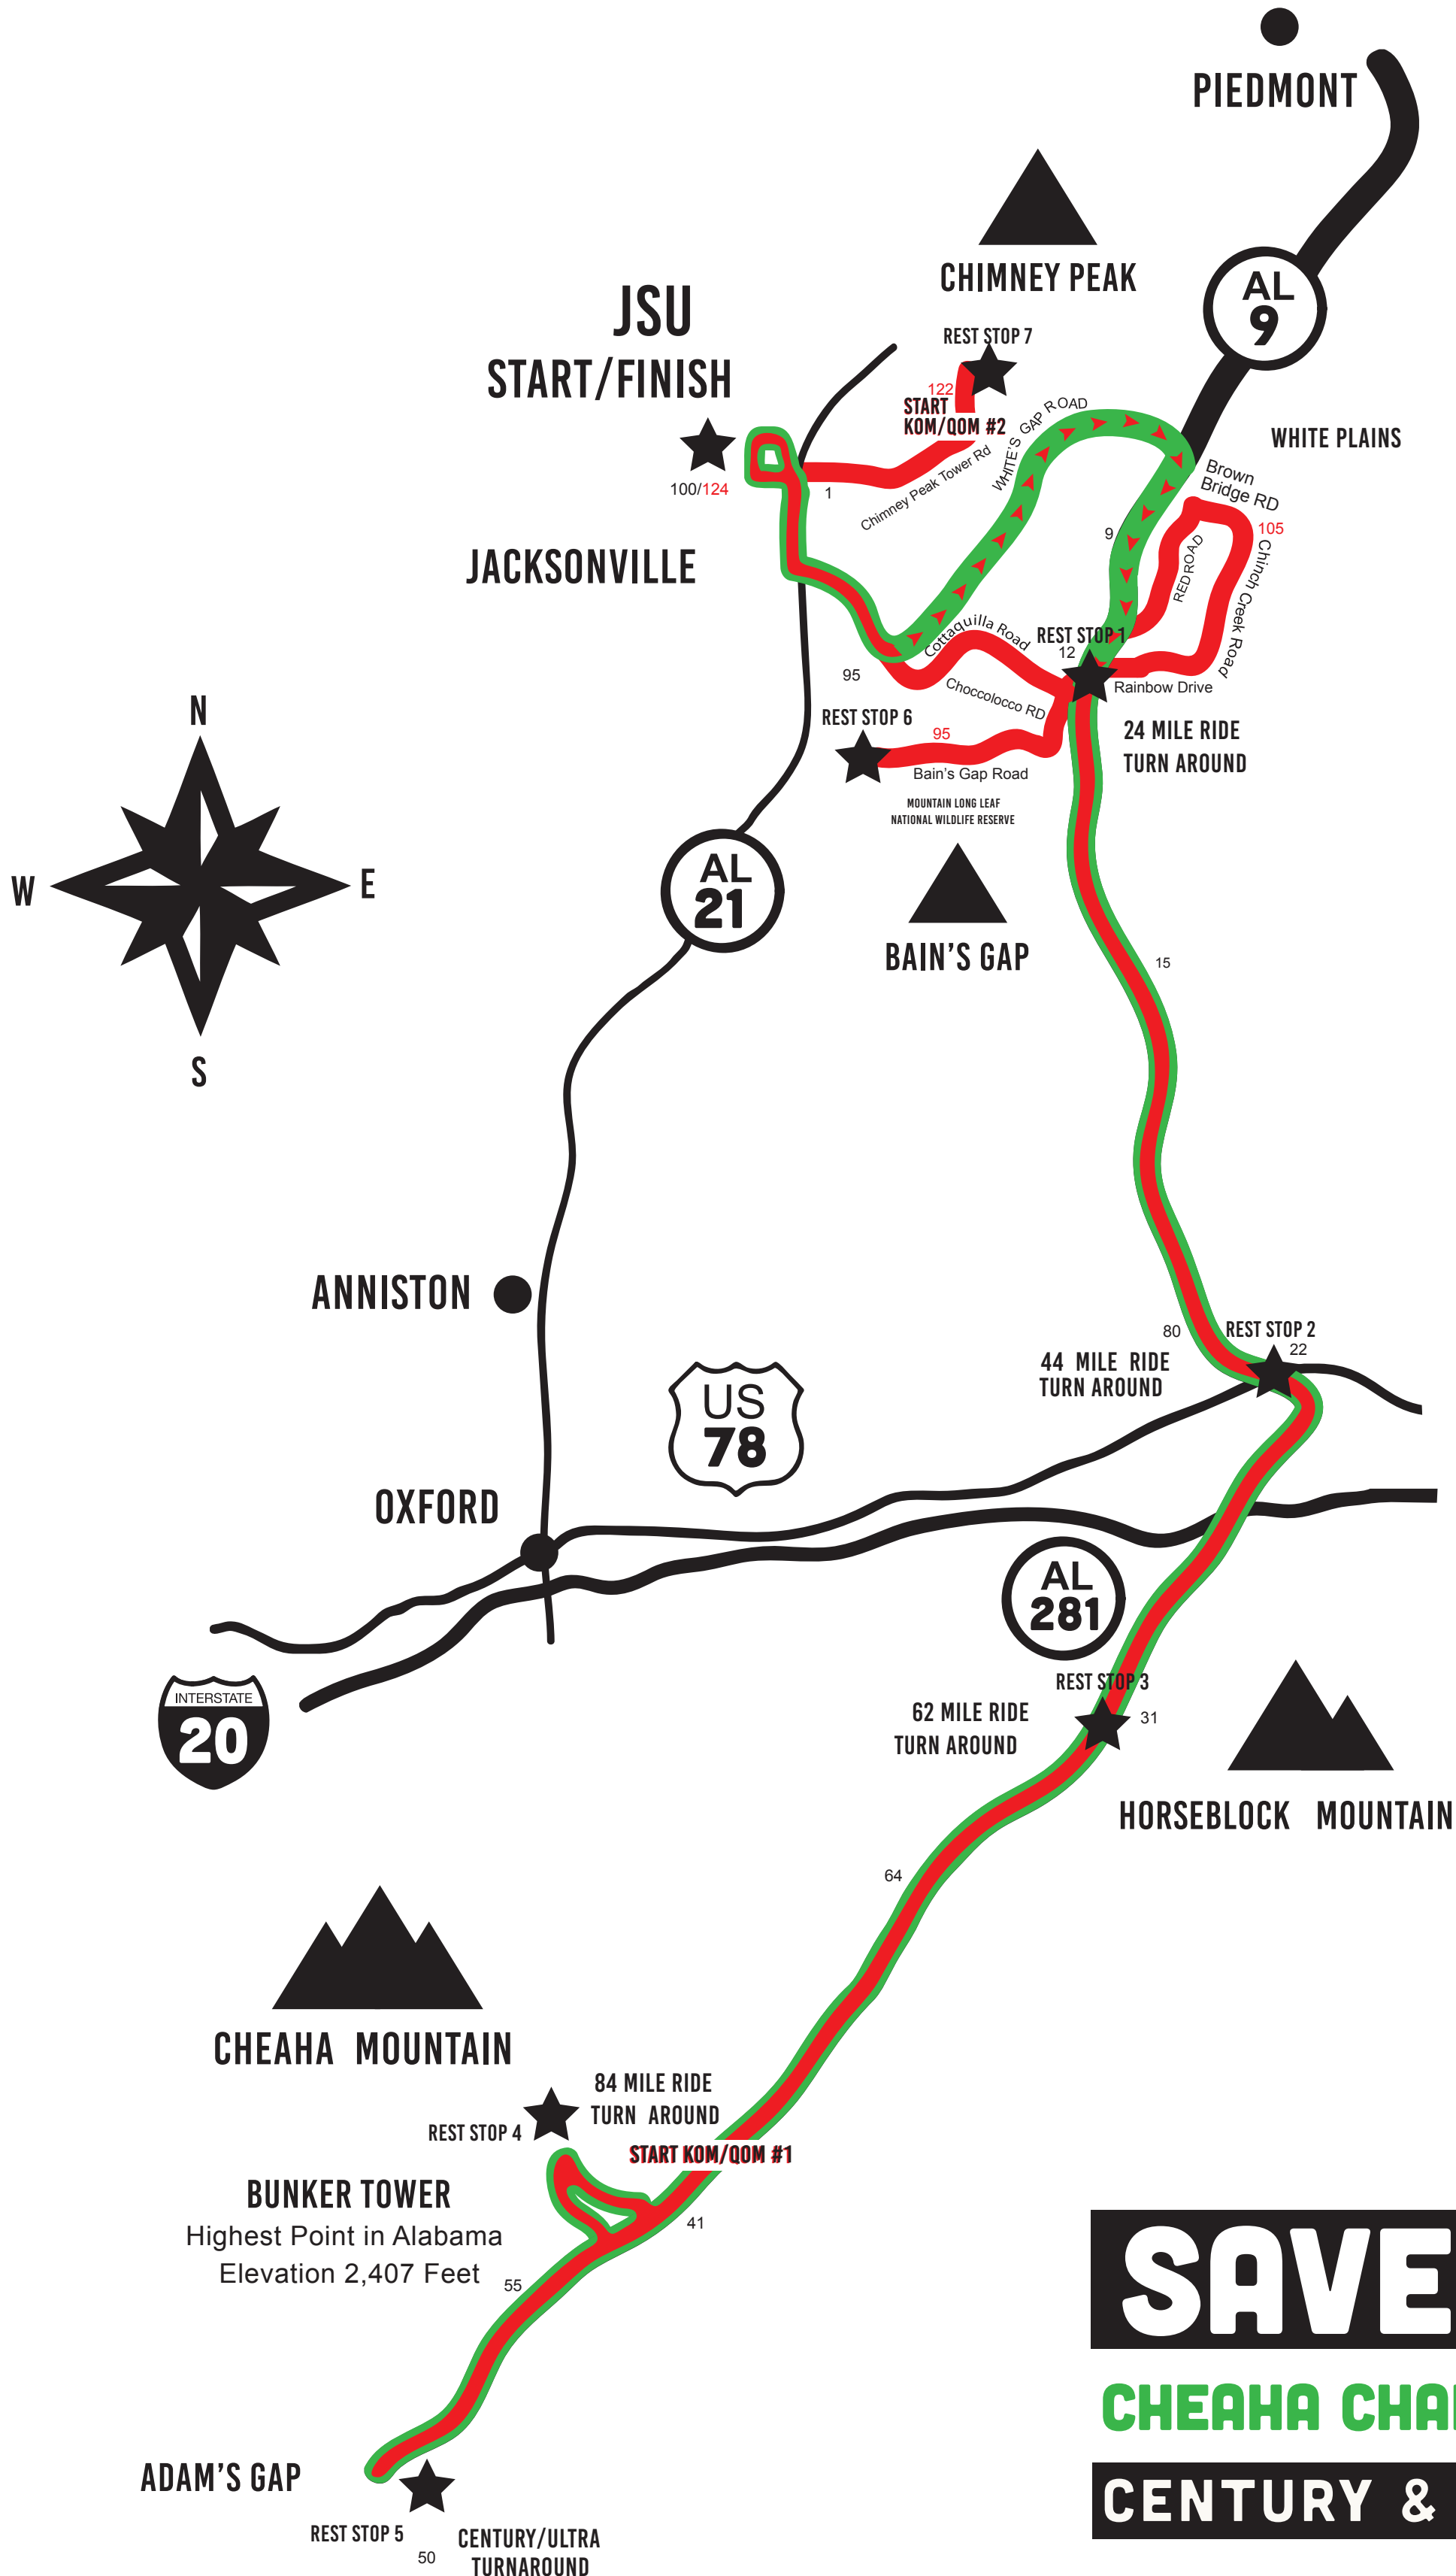 PIEDMONT
CHIMNEY PEAK
AL
9
JSU
START/FINISH
REST STOP 7
122
START
KOM/QOM #2
WHITE'S GAP ROAD
WHITE PLAINS
100/124
1
Chimney Peak Tower Rd
Brown
Bridge RD
105
9
RED ROAD
Chinch Creek Road
JACKSONVILLE
Cottaquilla Road
REST STOP 1
12
95
Choccolocco RD
Rainbow Drive
REST STOP 6
95
24 MILE RIDE
TURN AROUND
Bain's Gap Road
MOUNTAIN LONG LEAF
NATIONAL WILDLIFE RESERVE
N
W
E
S
AL
21
BAIN'S GAP
15
ANNISTON
80
REST STOP 2
22
44 MILE RIDE
TURN AROUND
US
78
OXFORD
AL
281
INTERSTATE
20
REST STOP 3
31
62 MILE RIDE
TURN AROUND
HORSEBLOCK MOUNTAIN
64
CHEAHA MOUNTAIN
84 MILE RIDE
TURN AROUND
REST STOP 4
START KOM/QOM #1
BUNKER TOWER
Highest Point in Alabama
Elevation 2,407 Feet
41
55
ADAM'S GAP
REST STOP 5
50
CENTURY/ULTRA
TURNAROUND
SAVE
CHEAHA CHA
CENTURY &